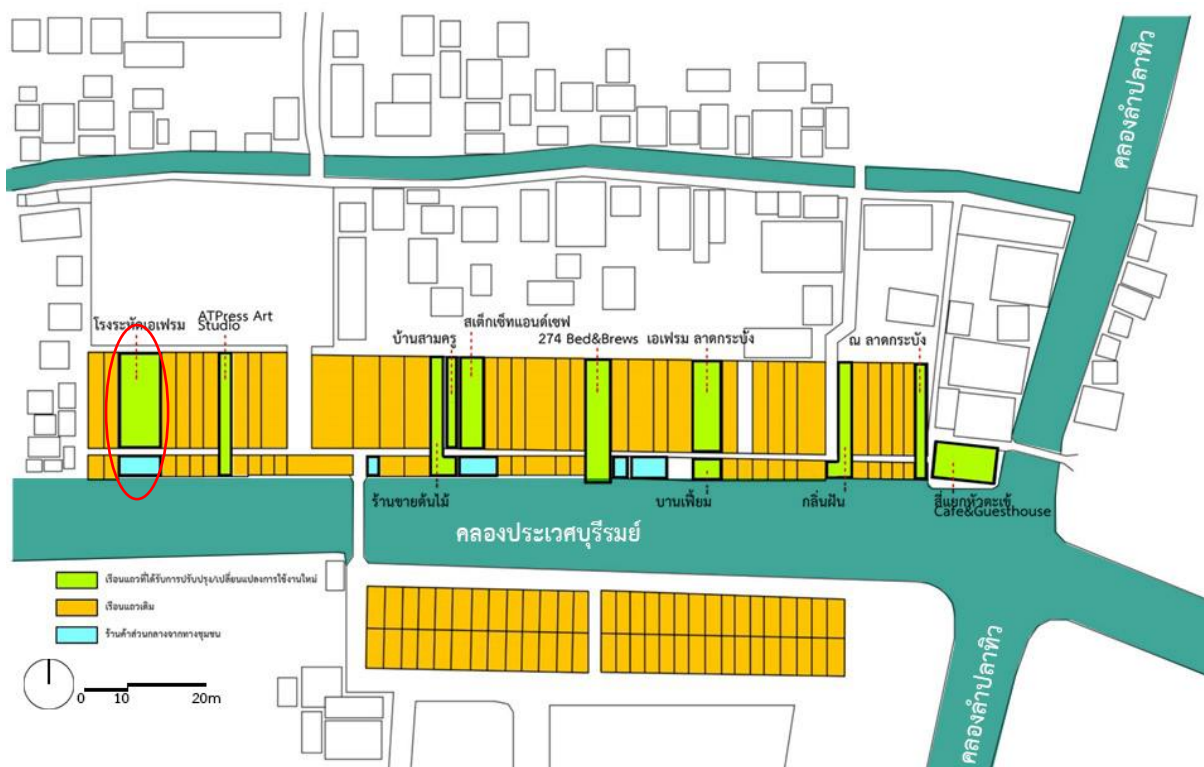 คลองลำปลาทิว
โรงระหัดเอเฟรม
ATPress Art
Studio
บ้านสามครู
สเต็กเซ็ทแอนด์เชฟ
274 Bed&Brews
เอเฟรม ลาดกระบัง
ณ ลาดกระบัง
ร้านขายต้นไม้
บานเฟี้ยม
กลิ่นฝัน
สี่แยกหัวตะเข้
Cafe&Guesthouse
คลองประเวศบุรีรมย์
คลองลำปลาทิว
เรือนแถวที่ได้รับการปรับปรุง/เปลี่ยนแปลงการใช้งานใหม่
เรือนแถวเดิม
ร้านค้าส่วนกลางจากทางชุมชน
0 10 20m